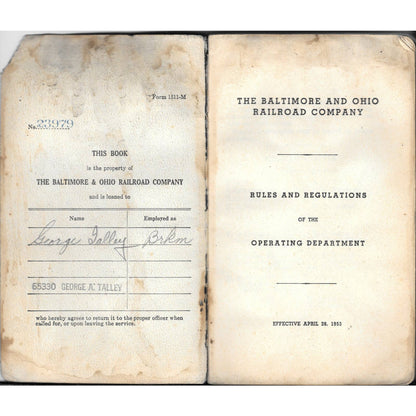 Form 1511-M
No. 23979
THIS BOOK
is the property of
THE BALTIMORE & OHIO RAILROAD COMPANY
and is loaned to
Name Employed as
George Talley Brkm
65330 GEORGE A. TALLEY
who hereby agrees to return it to the proper officer when
called for, or upon leaving the service.
THE BALTIMORE AND OHIO
RAILROAD COMPANY
RULES AND REGULATIONS
OF THE
OPERATING DEPARTMENT
EFFECTIVE APRIL 26, 1953